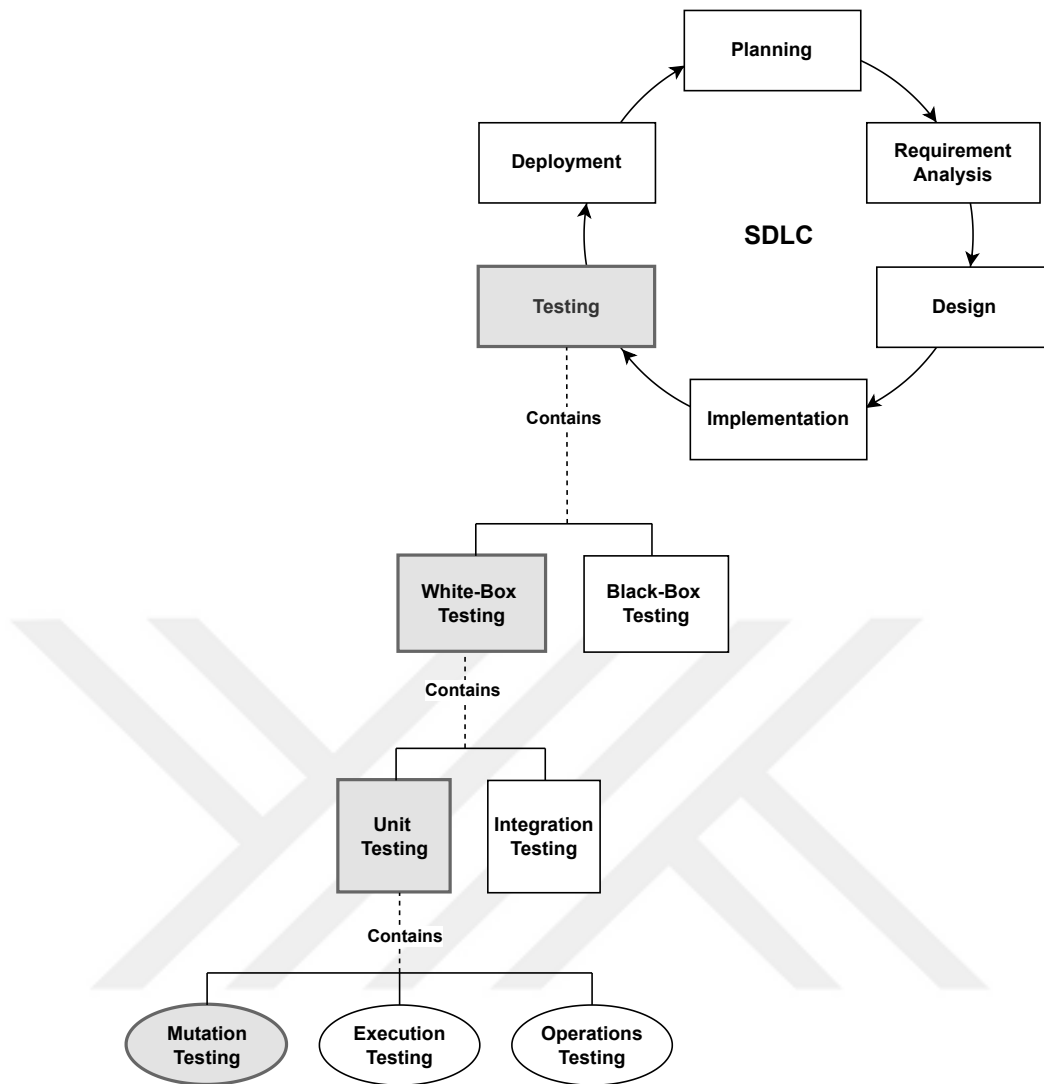 Planning
Deployment
Requirement
Analysis
SDLC
Testing
Design
Implementation
Contains
White-Box
Testing
Black-Box
Testing
Contains
Unit
Testing
Integration
Testing
Contains
Mutation
Testing
Execution
Testing
Operations
Testing